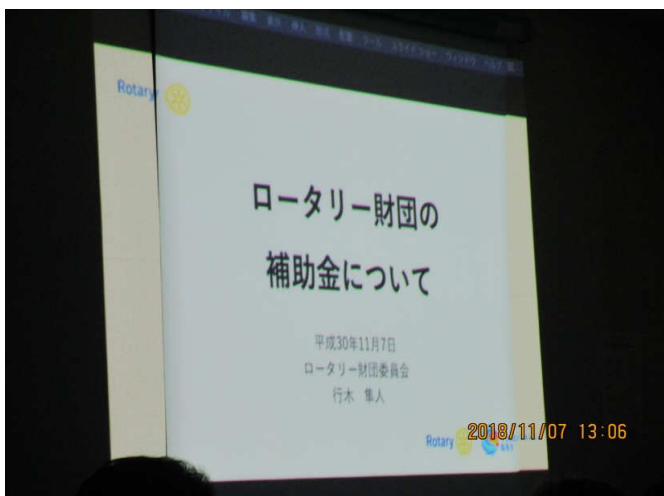 Rotary
ロータリー財団の
補助金について
平成30年11月7日
ロータリー財団委員会
行木 隼人
Rotary
2018/11/07 13:06